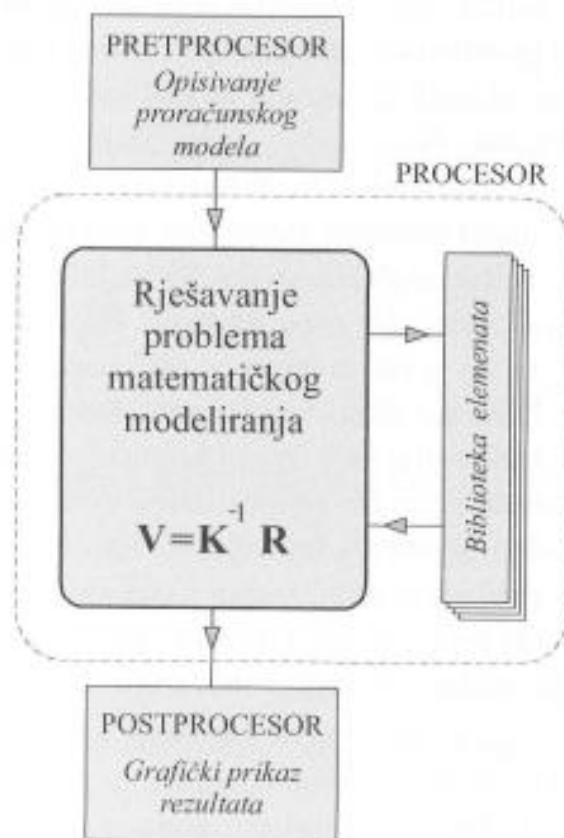 PRETPROCESOR
Opisivanje
proračunskog
modela
PROCESOR
Rješavanje
problema
matematičkog
modeliranja
V=K⁻¹ R
Biblioteka elemenata
POSTPROCESOR
Grafički prikaz
rezultata